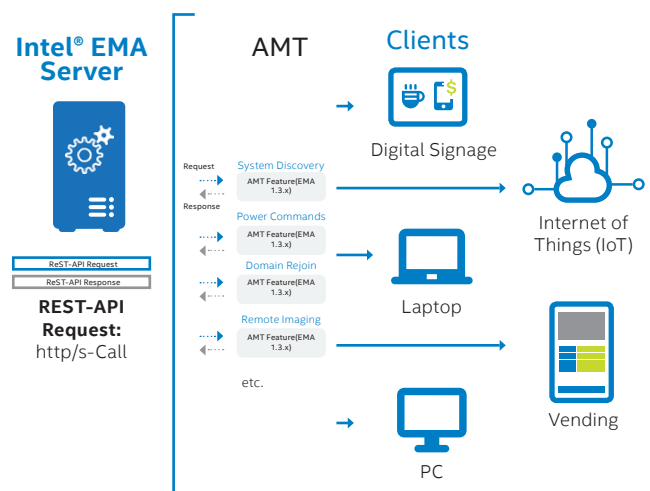 Intel® EMA
Server
ReST-API Request
ReST-API Response
REST-API
Request:
http/s-Call
AMT
Request
Response
System Discovery
AMT Feature(EMA
1.3.x)
Power Commands
AMT Feature(EMA
1.3.x)
Domain Rejoin
AMT Feature(EMA
1.3.x)
Remote Imaging
AMT Feature(EMA
1.3.x)
etc.
Clients
$
Digital Signage
Internet of
Things (IoT)
Laptop
Vending
PC